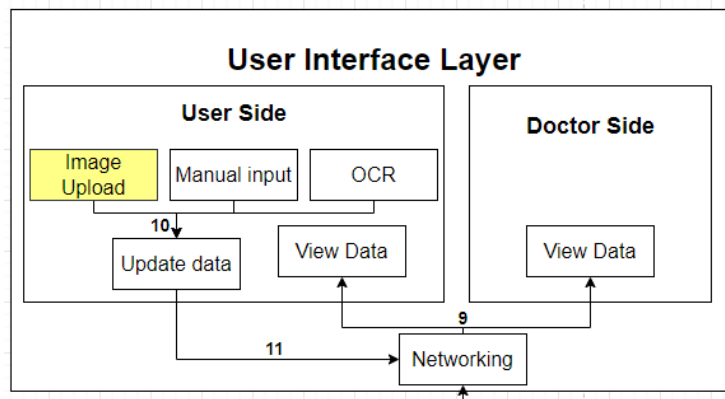 User Interface Layer
User Side
Doctor Side
Image
Upload
Manual input
OCR
10
Update data
View Data
View Data
9
11
Networking